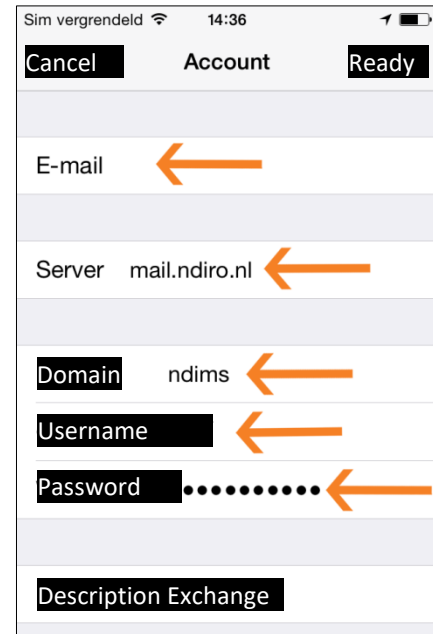 Sim vergrendeld 14:36
Cancel Account Ready
E-mail
Server mail.ndiro.nl
Domain ndims
Username
Password ••••••••••
Description Exchange